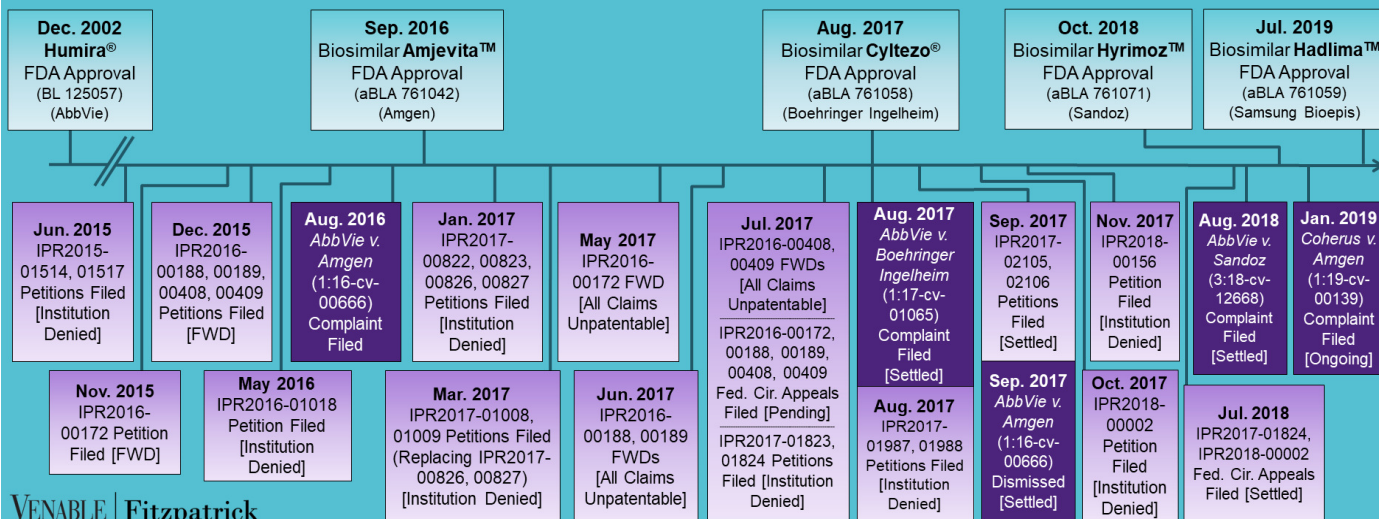 Dec. 2002
Humira®
FDA Approval
(BL 125057)
(AbbVie)
Sep. 2016
Biosimilar Amjevita™
FDA Approval
(aBLA 761042)
(Amgen)
Aug. 2017
Biosimilar Cyltezo®
FDA Approval
(aBLA 761058)
(Boehringer Ingelheim)
Oct. 2018
Biosimilar Hyrimoz™
FDA Approval
(aBLA 761071)
(Sandoz)
Jul. 2019
Biosimilar Hadlima™
FDA Approval
(aBLA 761059)
(Samsung Bioepis)
Jun. 2015
IPR2015-
01514, 01517
Petitions Filed
[Institution
Denied]
Dec. 2015
IPR2016-
00188, 00189,
00408, 00409
Petitions Filed
[FWD]
Aug. 2016
AbbVie v.
Amgen
(1:16-cv-
00666)
Complaint
Filed
Jan. 2017
IPR2017-
00822, 00823,
00826, 00827
Petitions Filed
[Institution
Denied]
May 2017
IPR2016-
00172 FWD
[All Claims
Unpatentable]
Jul. 2017
IPR2016-00408,
00409 FWDs
[All Claims
Unpatentable]
IPR2016-00172,
00188, 00189,
00408, 00409
Fed. Cir. Appeals
Filed [Pending]
IPR2017-01823,
01824 Petitions
Filed [Institution
Denied]
Aug. 2017
AbbVie v.
Boehringer
Ingelheim
(1:17-cv-
01065)
Complaint
Filed
[Settled]
Sep. 2017
IPR2017-
02105,
02106
Petitions
Filed
[Settled]
Nov. 2017
IPR2018-
00156
Petition
Filed
[Institution
Denied]
Aug. 2018
AbbVie v.
Sandoz
(3:18-cv-
12668)
Complaint
Filed
[Settled]
Jan. 2019
Coherus v.
Amgen
(1:19-cv-
00139)
Complaint
Filed
[Ongoing]
Nov. 2015
IPR2016-
00172 Petition
Filed [FWD]
May 2016
IPR2016-01018
Petition Filed
[Institution
Denied]
Mar. 2017
IPR2017-01008,
01009 Petitions Filed
(Replacing IPR2017-
00826, 00827)
[Institution Denied]
Jun. 2017
IPR2016-
00188, 00189
FWDs
[All Claims
Unpatentable]
Aug. 2017
IPR2017-
01987, 01988
Petitions Filed
[Institution
Denied]
Sep. 2017
AbbVie v.
Amgen
(1:16-cv-
00666)
Dismissed
[Settled]
Oct. 2017
IPR2018-
00002
Petition
Filed
[Institution
Denied]
Jul. 2018
IPR2017-01824,
IPR2018-00002
Fed. Cir. Appeals
Filed [Settled]
VENABLE | Fitzpatrick